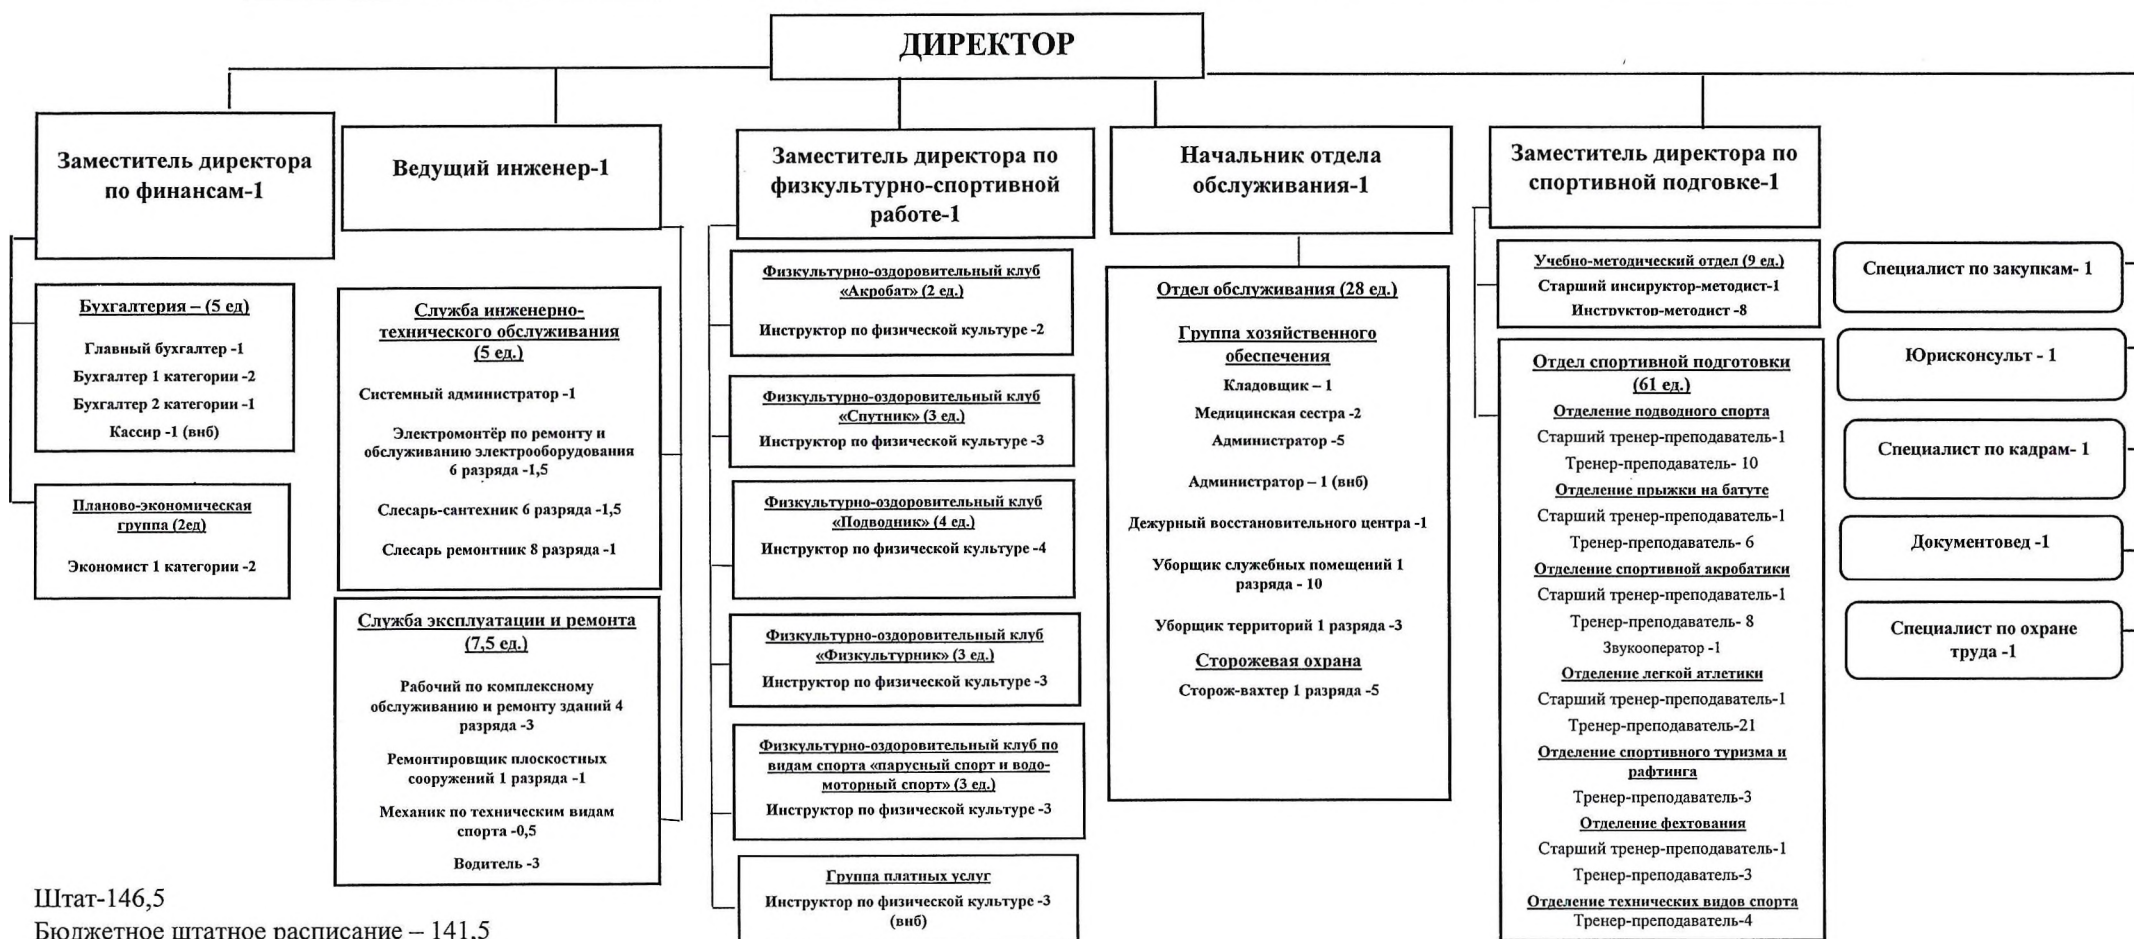 ДИРЕКТОР
Заместитель директора
по финансам-1
Бухгалтерия – (5 ед)
Главный бухгалтер -1
Бухгалтер 1 категории -2
Бухгалтер 2 категории -1
Кассир -1 (внб)
Планово-экономическая
группа (2ед)
Экономист 1 категории -2
Ведущий инженер-1
Служба инженерно-
технического обслуживания
(5 ед.)
Системный администратор -1
Электромонтёр по ремонту и
обслуживанию электрооборудования
6 разряда -1,5
Слесарь-сантехник 6 разряда -1,5
Слесарь ремонтник 8 разряда -1
Служба эксплуатации и ремонта
(7,5 ед.)
Рабочий по комплексному
обслуживанию и ремонту зданий 4
разряда -3
Ремонтировщик плоскостных
сооружений 1 разряда -1
Механик по техническим видам
спорта -0,5
Водитель -3
Заместитель директора по
физкультурно-спортивной
работе-1
Физкультурно-оздоровительный клуб
«Акробат» (2 ед.)
Инструктор по физической культуре -2
Физкультурно-оздоровительный клуб
«Спутник» (3 ед.)
Инструктор по физической культуре -3
Физкультурно-оздоровительный клуб
«Подводник» (4 ед.)
Инструктор по физической культуре -4
Физкультурно-оздоровительный клуб
«Физкультурник» (3 ед.)
Инструктор по физической культуре -3
Физкультурно-оздоровительный клуб по
видам спорта «парусный спорт и водо-
моторный спорт» (3 ед.)
Инструктор по физической культуре -3
Группа платных услуг
Инструктор по физической культуре -3
(внб)
Начальник отдела
обслуживания-1
Отдел обслуживания (28 ед.)
Группа хозяйственного
обеспечения
Кладовщик – 1
Медицинская сестра -2
Администратор -5
Администратор – 1 (внб)
Дежурный восстановительного центра -1
Уборщик служебных помещений 1
разряда - 10
Уборщик территорий 1 разряда -3
Сторожевая охрана
Сторож-вахтер 1 разряда -5
Заместитель директора по
спортивной подговке-1
Учебно-методический отдел (9 ед.)
Старший инсируктор-методист-1
Инструктор-методист -8
Отдел спортивной подготовки
(61 ед.)
Отделение подводного спорта
Старший тренер-преподаватель-1
Тренер-преподаватель- 10
Отделение прыжки на батуте
Старший тренер-преподаватель-1
Тренер-преподаватель- 6
Отделение спортивной акробатики
Старший тренер-преподаватель-1
Тренер-преподаватель- 8
Звукооператор -1
Отделение легкой атлетики
Старший тренер-преподаватель-1
Тренер-преподаватель-21
Отделение спортивного туризма и
рафтинга
Тренер-преподаватель-3
Отделение фехтования
Старший тренер-преподаватель-1
Тренер-преподаватель-3
Отделение технических видов спорта
Тренер-преподаватель-4
Специалист по закупкам- 1
Юрисконсульт - 1
Специалист по кадрам- 1
Документовед -1
Специалист по охране
труда -1
Штат-146,5
Бюджетное штатное расписание – 141,5